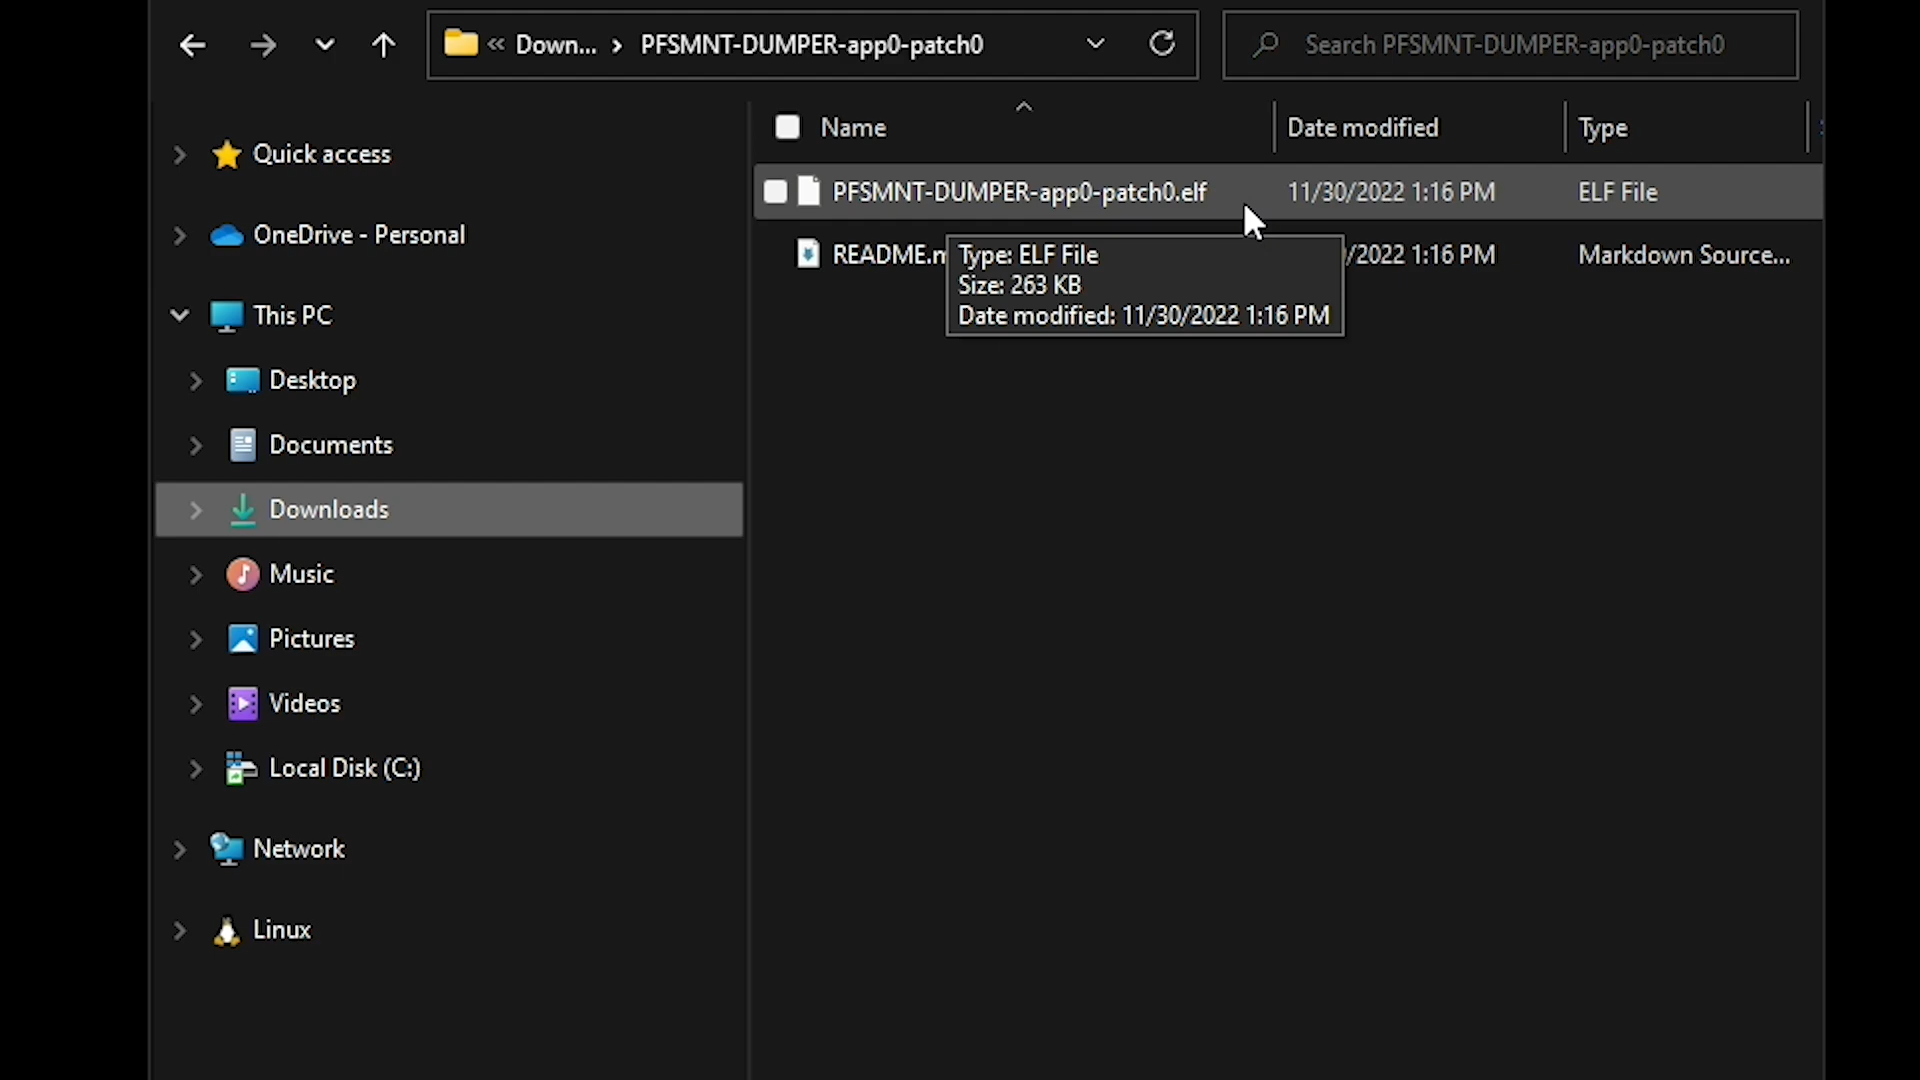 « Down... › PFSMNT-DUMPER-app0-patch0
Search PFSMNT-DUMPER-app0-patch0
Name
Date modified
Type
Quick access
OneDrive - Personal
This PC
Desktop
Documents
Downloads
Music
Pictures
Videos
Local Disk (C:)
Network
Linux
PFSMNT-DUMPER-app0-patch0.elf 11/30/2022 1:16 PM ELF File
README.m /2022 1:16 PM Markdown Source...
Type: ELF File
Size: 263 KB
Date modified: 11/30/2022 1:16 PM